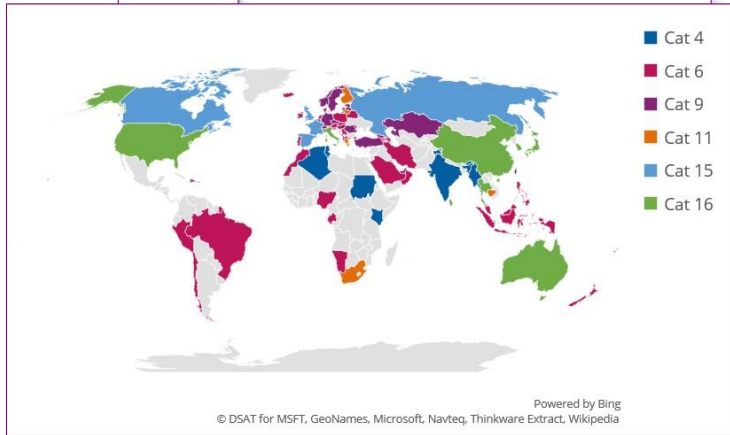 Cat 4
Cat 6
Cat 9
Cat 11
Cat 15
Cat 16
Powered by Bing
© DSAT for MSFT, GeoNames, Microsoft, Navteq, Thinkware Extract, Wikipedia